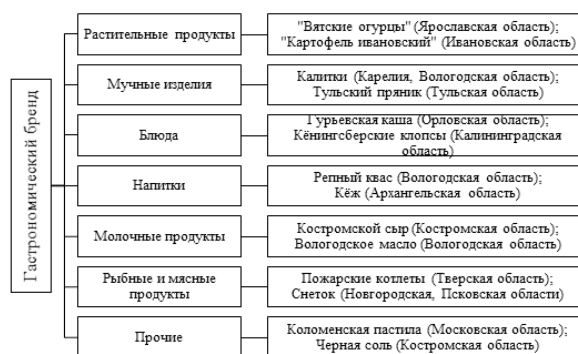 Гастрономический бренд
Растительные продукты
"Вятские огурцы" (Ярославская область);
"Картофель ивановский" (Ивановская область)
Мучные изделия
Калитки (Карелия, Вологодская область);
Тульский пряник (Тульская область)
Блюда
Гурьевская каша (Орловская область);
Кёнингсберские клопсы (Калининградская
область)
Напитки
Репный квас (Вологодская область);
Кёж (Архангельская область)
Молочные продукты
Костромской сыр (Костромская область);
Вологодское масло (Вологодская область)
Рыбные и мясные
продукты
Пожарские котлеты (Тверская область);
Снеток (Новгородская, Псковская области)
Прочие
Коломенская пастила (Московская область);
Черная соль (Костромская область)